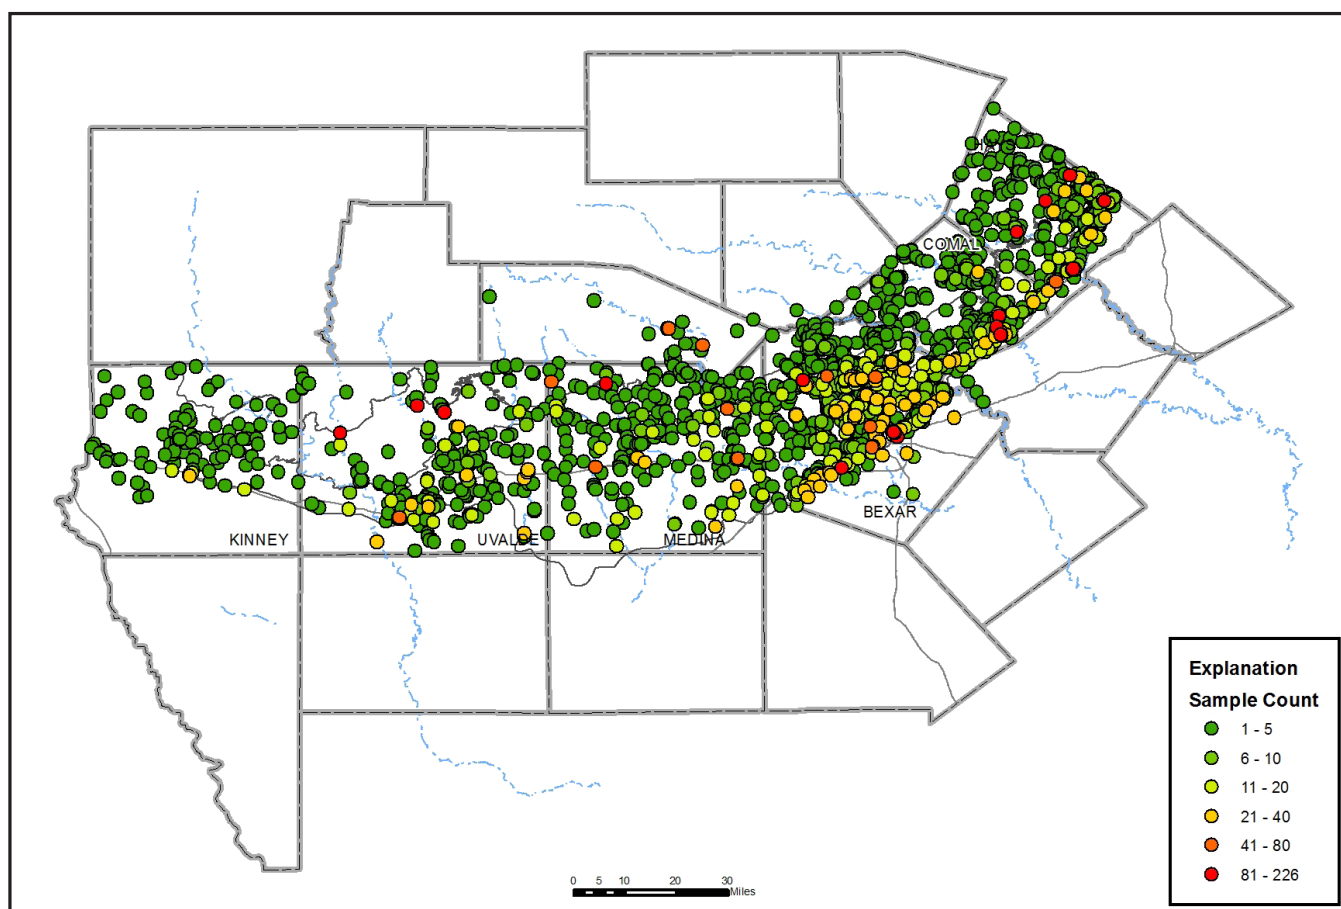 COMAL
BEXAR
KINNEY
UVALDE
MEDINA
Explanation
Sample Count
1 - 5
6 - 10
11 - 20
21 - 40
41 - 80
81 - 226
0 5 10 20 30
Miles